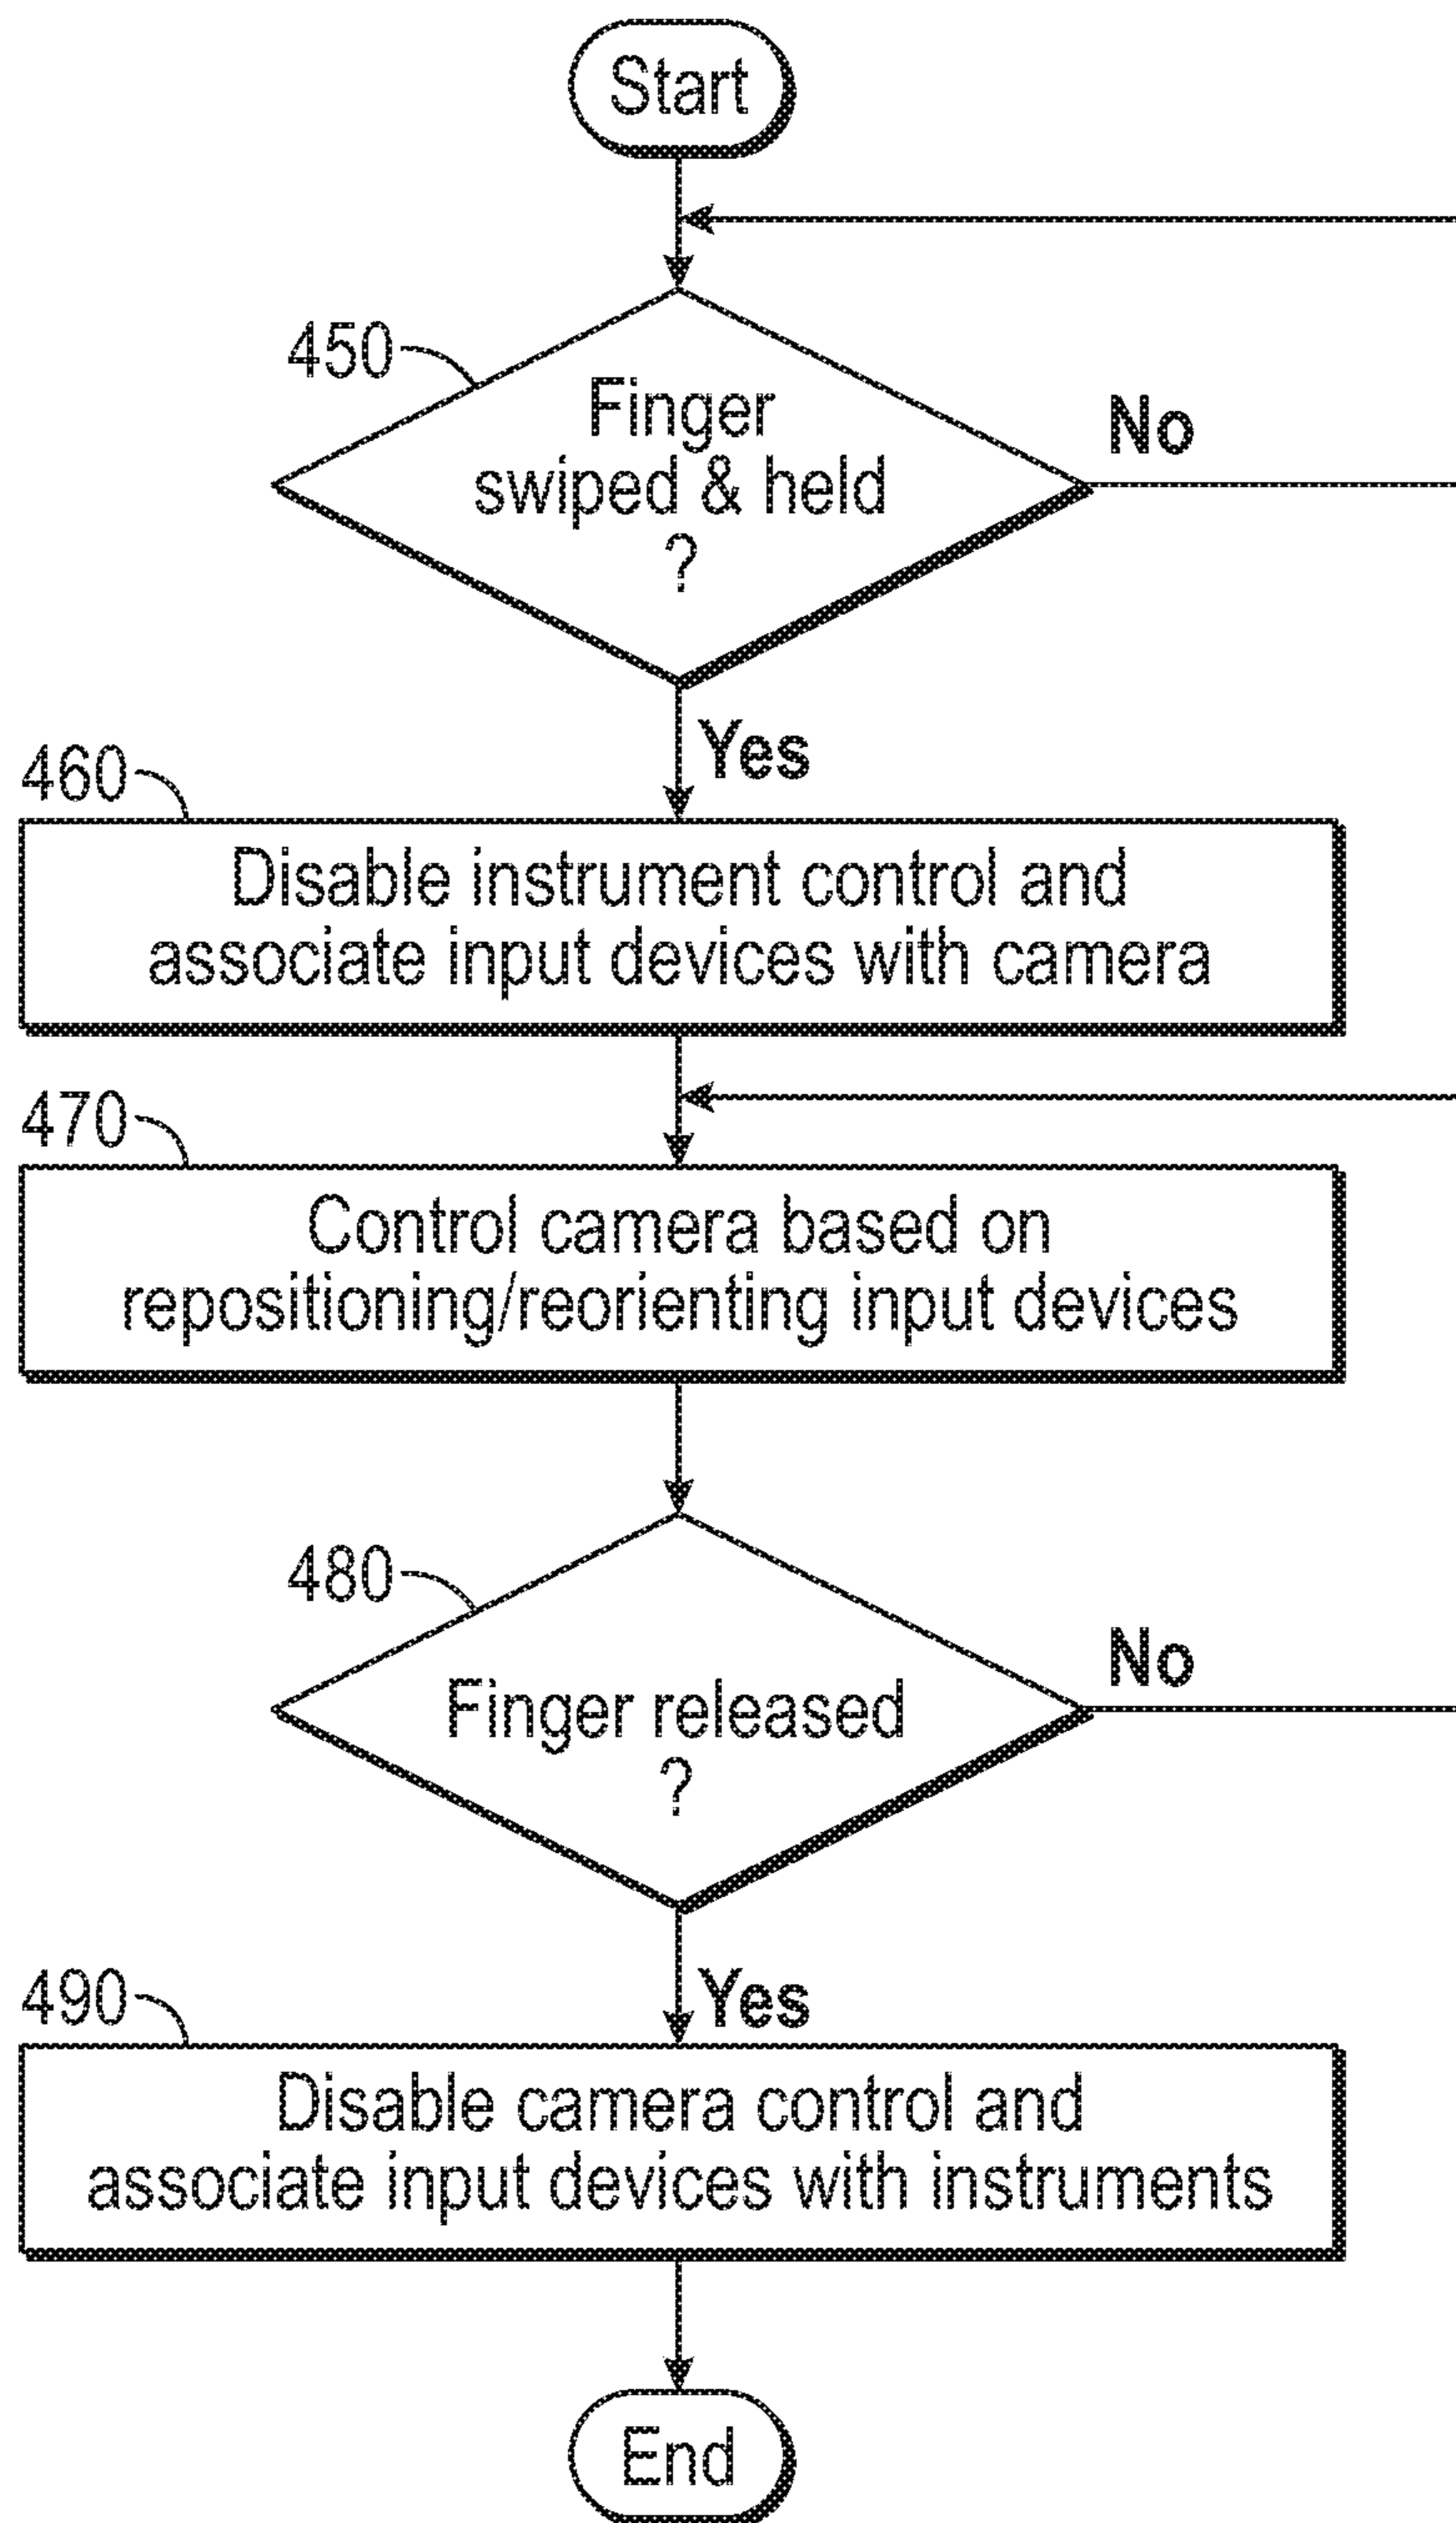 Start
450
Finger
swiped & held
?
No
Yes
460
Disable instrument control and
associate input devices with camera
470
Control camera based on
repositioning/reorienting input devices
480
Finger released
?
No
Yes
490
Disable camera control and
associate input devices with instruments
End